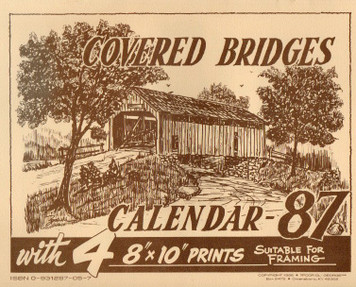 COVERED BRIDGES
CALENDAR-87
with 4 8"x10" PRINTS SUITABLE FOR
FRAMING